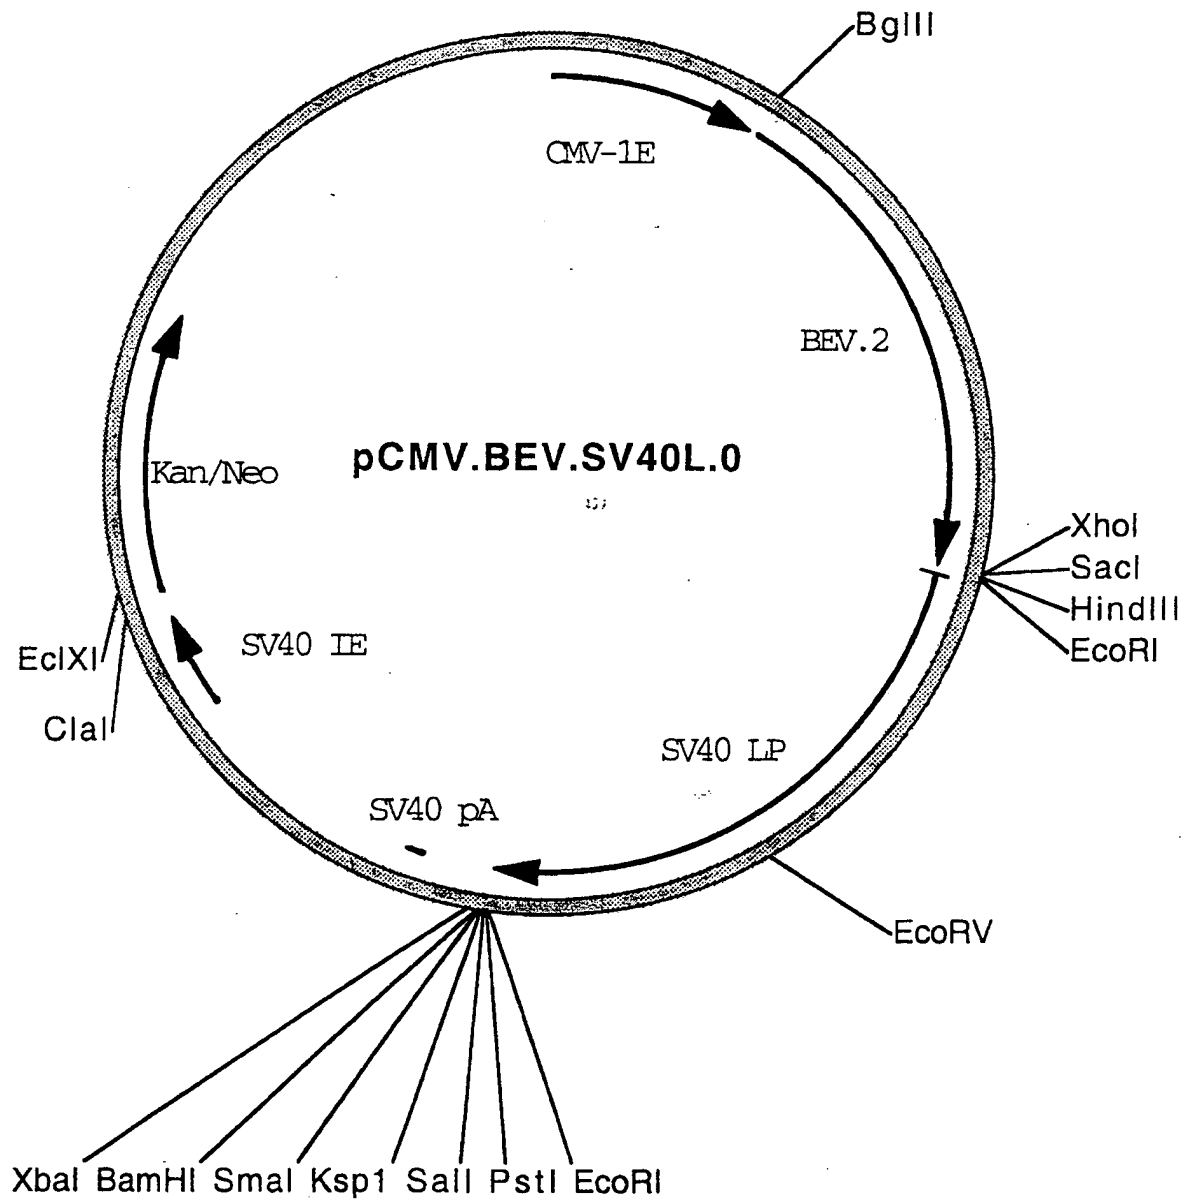 BglII
CMV-1E
BEV.2
Kan/Neo
pCMV.BEV.SV40L.0
XhoI
SacI
HindIII
EcoRI
EclXI
SV40 IE
ClaI
SV40 LP
SV40 pA
EcoRV
XbaI BamHI SmaI Ksp1 SalI PstI EcoRI